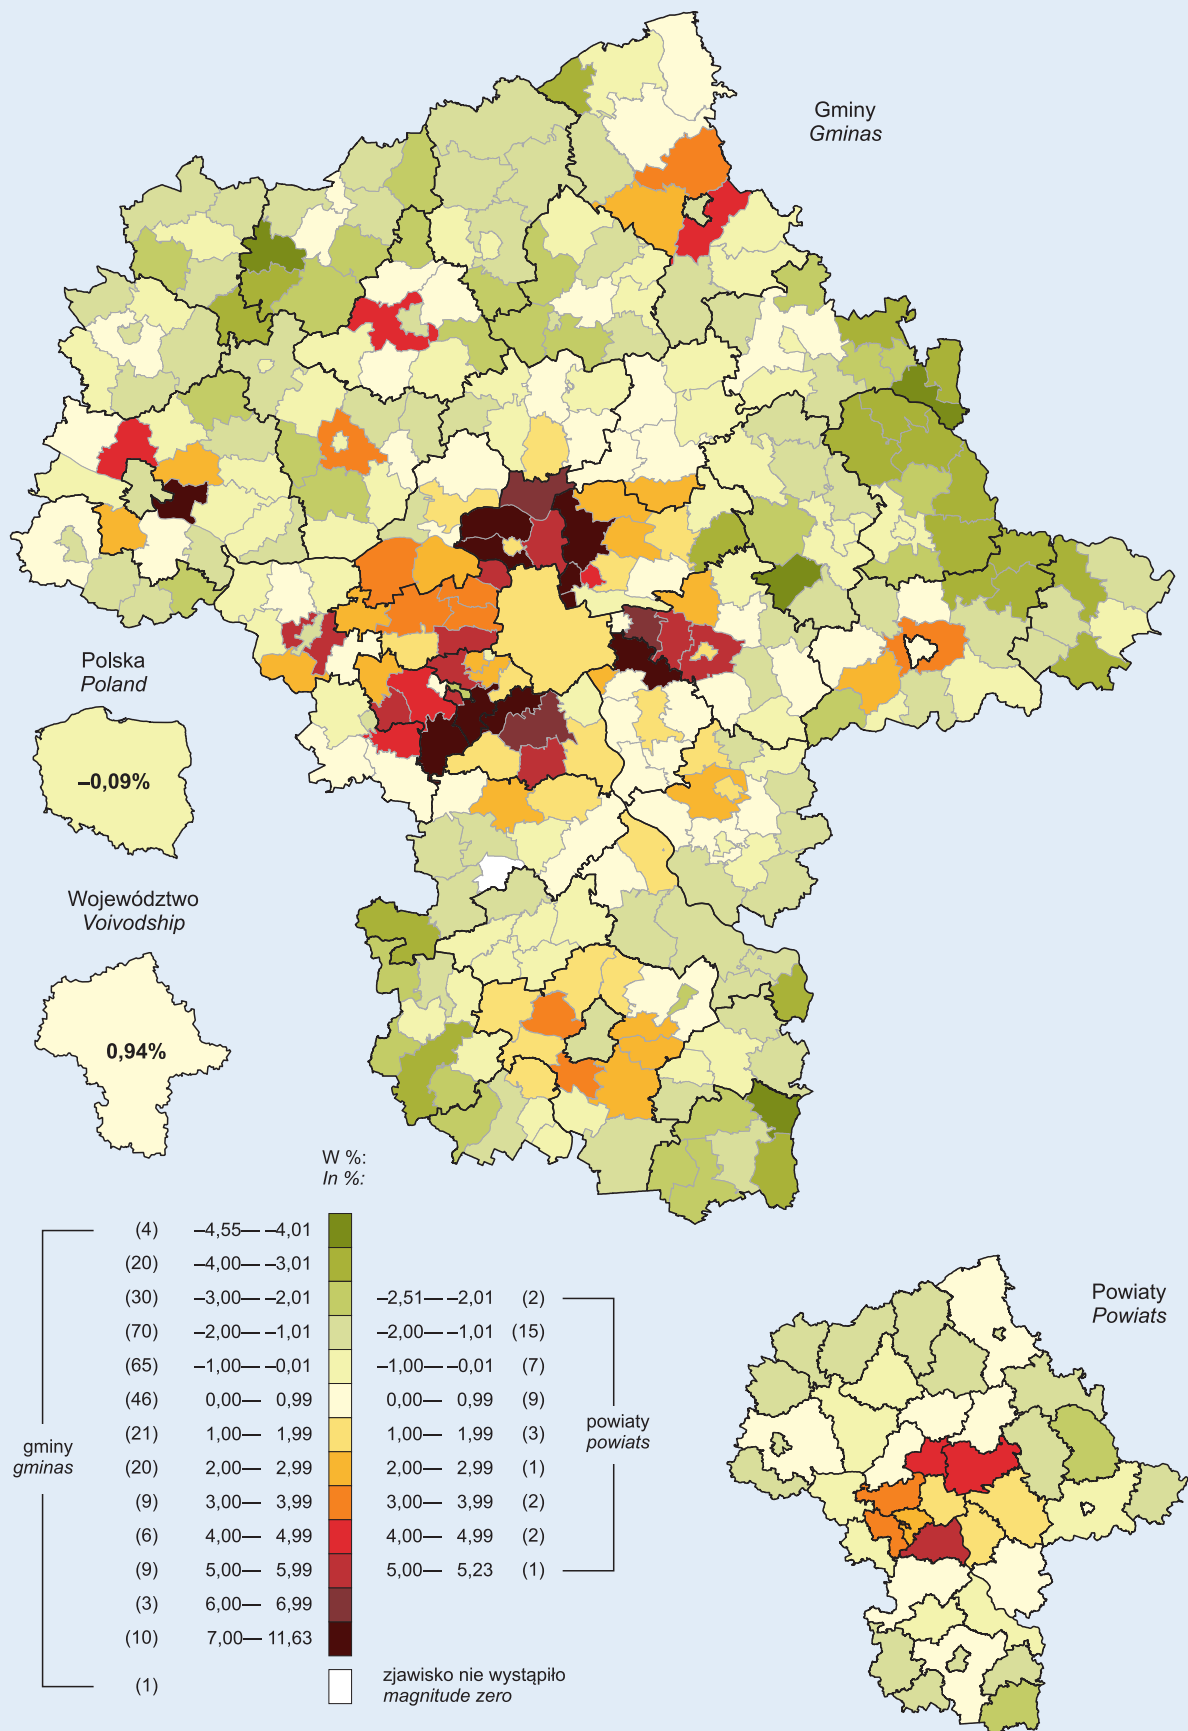 Gminy
Gminas
Polska
Poland
–0,09%
Województwo
Voivodship
0,94%
W %:
In %:
(4) –4,55— –4,01
(20) –4,00— –3,01
(30) –3,00— –2,01 –2,51— –2,01 (2)
(70) –2,00— –1,01 –2,00— –1,01 (15)
(65) –1,00— –0,01 –1,00— –0,01 (7)
(46) 0,00— 0,99 0,00— 0,99 (9)
(21) 1,00— 1,99 1,00— 1,99 (3)
(20) 2,00— 2,99 2,00— 2,99 (1)
(9) 3,00— 3,99 3,00— 3,99 (2)
(6) 4,00— 4,99 4,00— 4,99 (2)
(9) 5,00— 5,99 5,00— 5,23 (1)
(3) 6,00— 6,99
(10) 7,00— 11,63
(1) zjawisko nie wystąpiło
magnitude zero
gminy
gminas
powiaty
powiats
Powiaty
Powiats